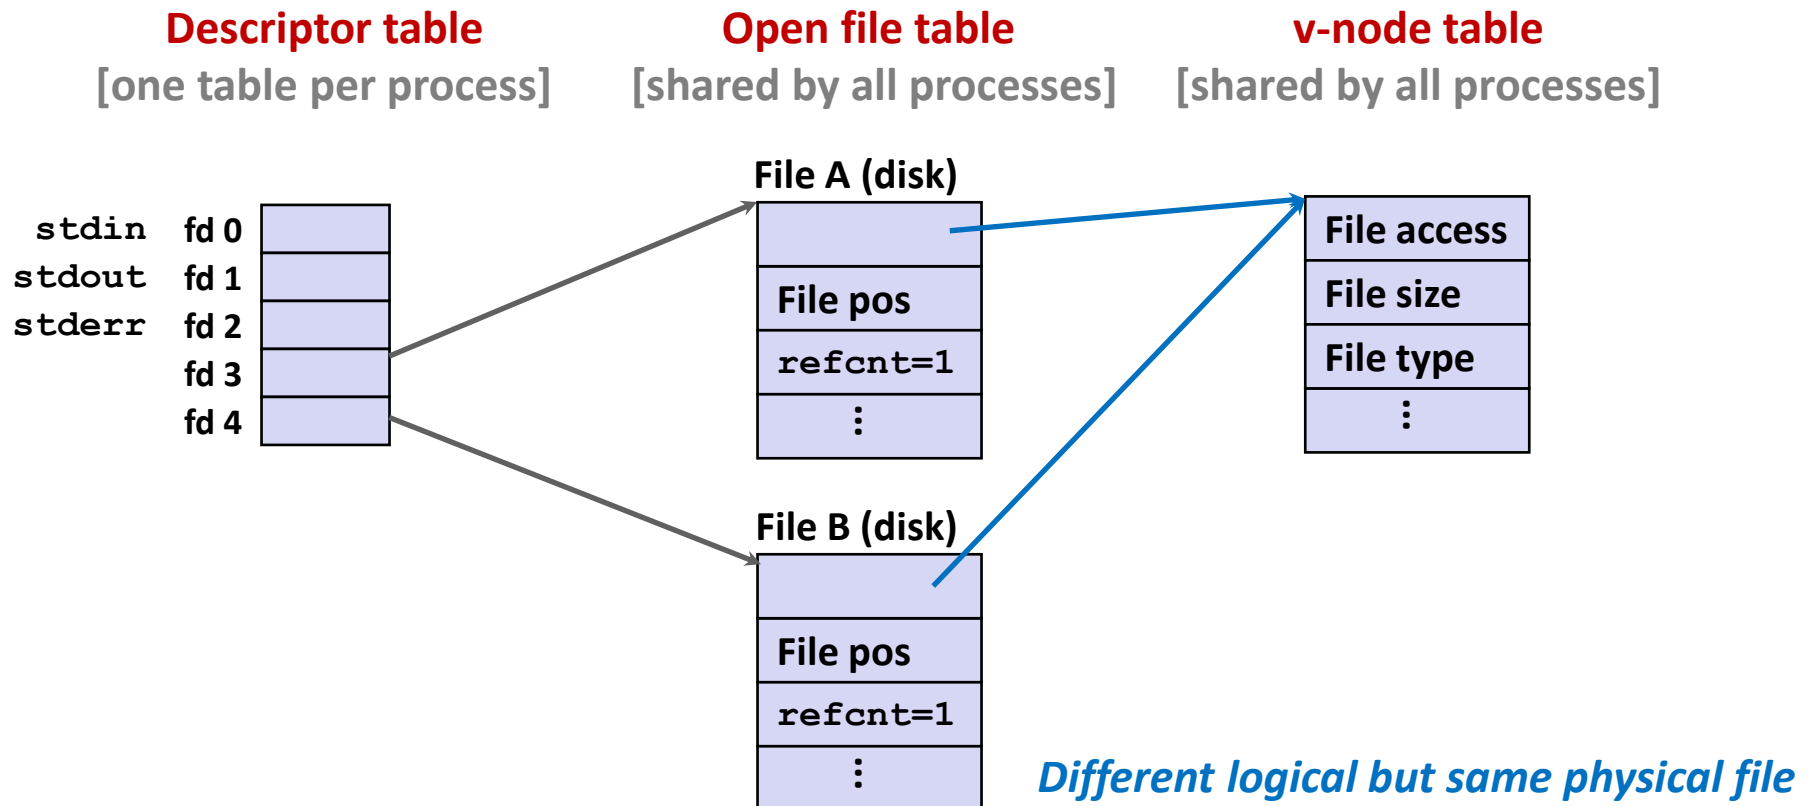 Descriptor table
[one table per process]
Open file table
[shared by all processes]
v-node table
[shared by all processes]
stdin fd 0
stdout fd 1
stderr fd 2
fd 3
fd 4
File A (disk)
File pos
refcnt=1
⋮
File B (disk)
File pos
refcnt=1
⋮
File access
File size
File type
⋮
Different logical but same physical file